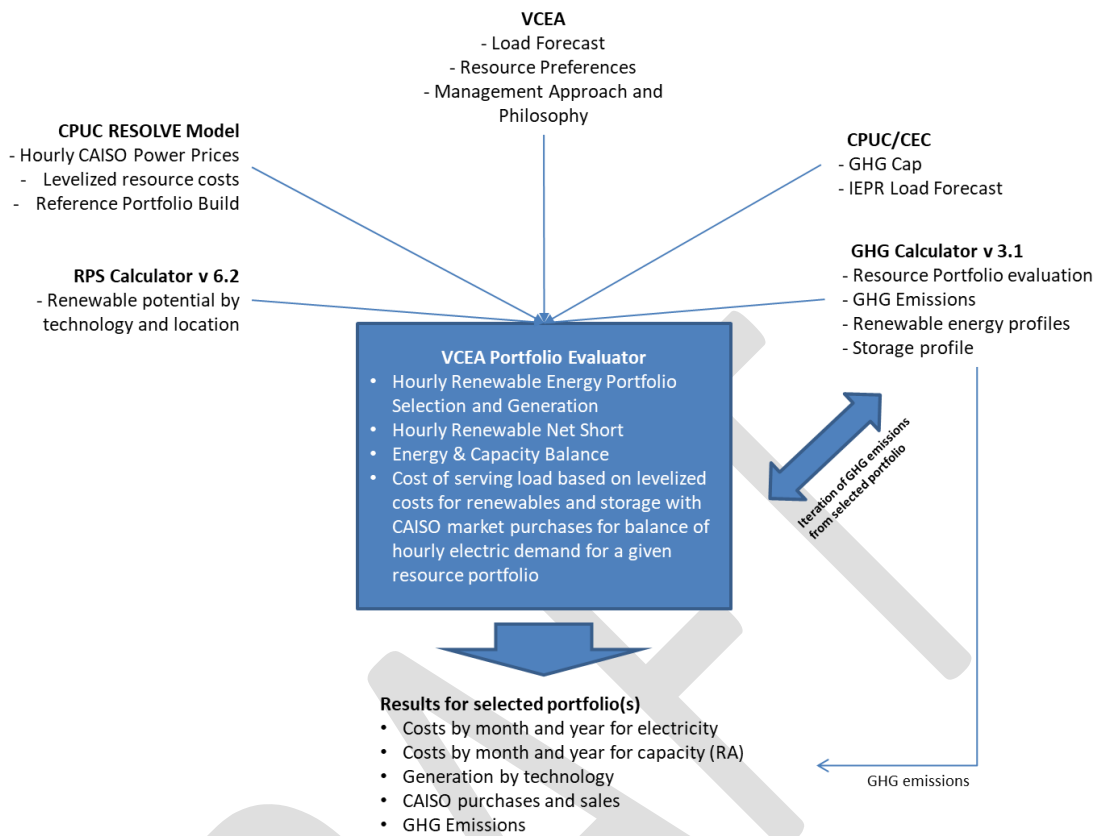 VCEA
- Load Forecast
- Resource Preferences
- Management Approach and
Philosophy
CPUC RESOLVE Model
- Hourly CAISO Power Prices
- Levelized resource costs
- Reference Portfolio Build
CPUC/CEC
- GHG Cap
- IEPR Load Forecast
RPS Calculator v 6.2
- Renewable potential by
technology and location
GHG Calculator v 3.1
- Resource Portfolio evaluation
- GHG Emissions
- Renewable energy profiles
- Storage profile
VCEA Portfolio Evaluator
• Hourly Renewable Energy Portfolio
Selection and Generation
• Hourly Renewable Net Short
• Energy & Capacity Balance
• Cost of serving load based on levelized
costs for renewables and storage with
CAISO market purchases for balance of
hourly electric demand for a given
resource portfolio
Iteration of GHG emissions
from selected portfolio
Results for selected portfolio(s)
• Costs by month and year for electricity
• Costs by month and year for capacity (RA)
• Generation by technology
• CAISO purchases and sales
• GHG Emissions
GHG emissions
DRAFT